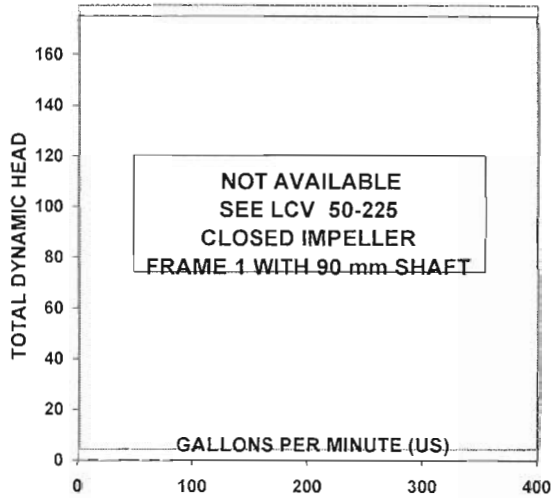 TOTAL DYNAMIC HEAD
160
140
120
100
80
60
40
20
0
NOT AVAILABLE
SEE LCV 50-225
CLOSED IMPELLER
FRAME 1 WITH 90 mm SHAFT
GALLONS PER MINUTE (US)
0 100 200 300 400